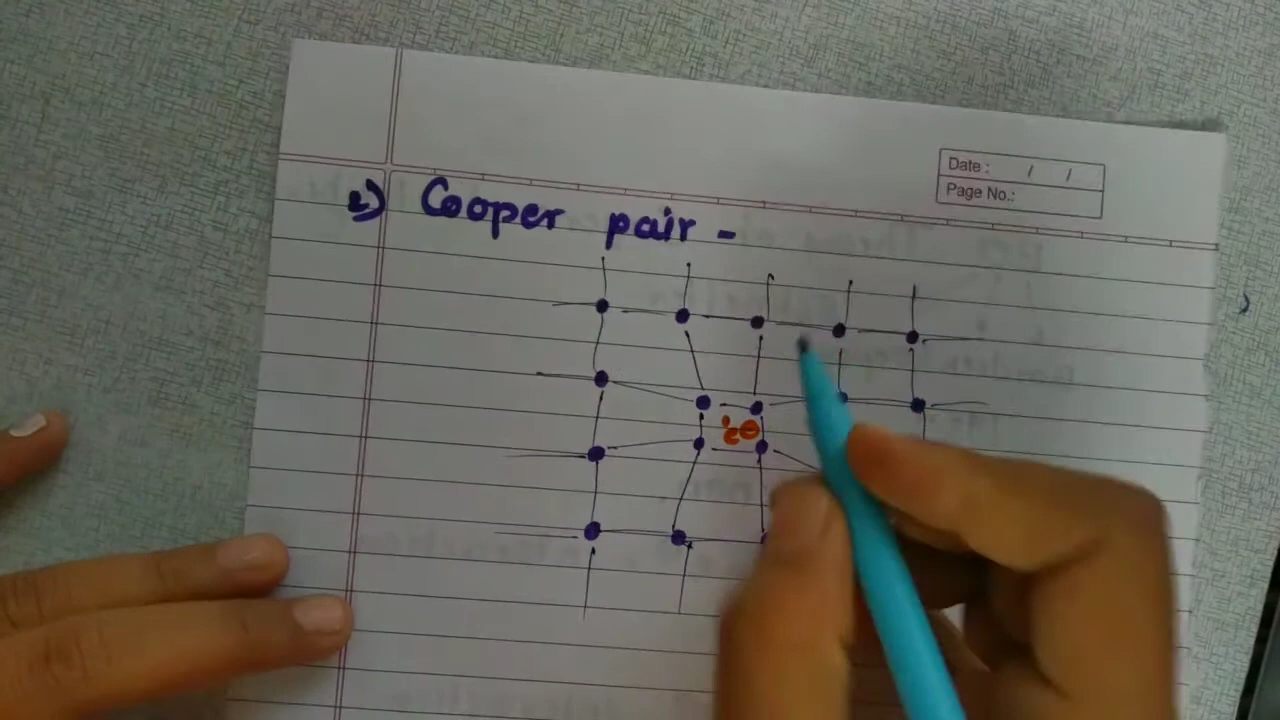 2) Cooper pair -
Date : / /
Page No.: